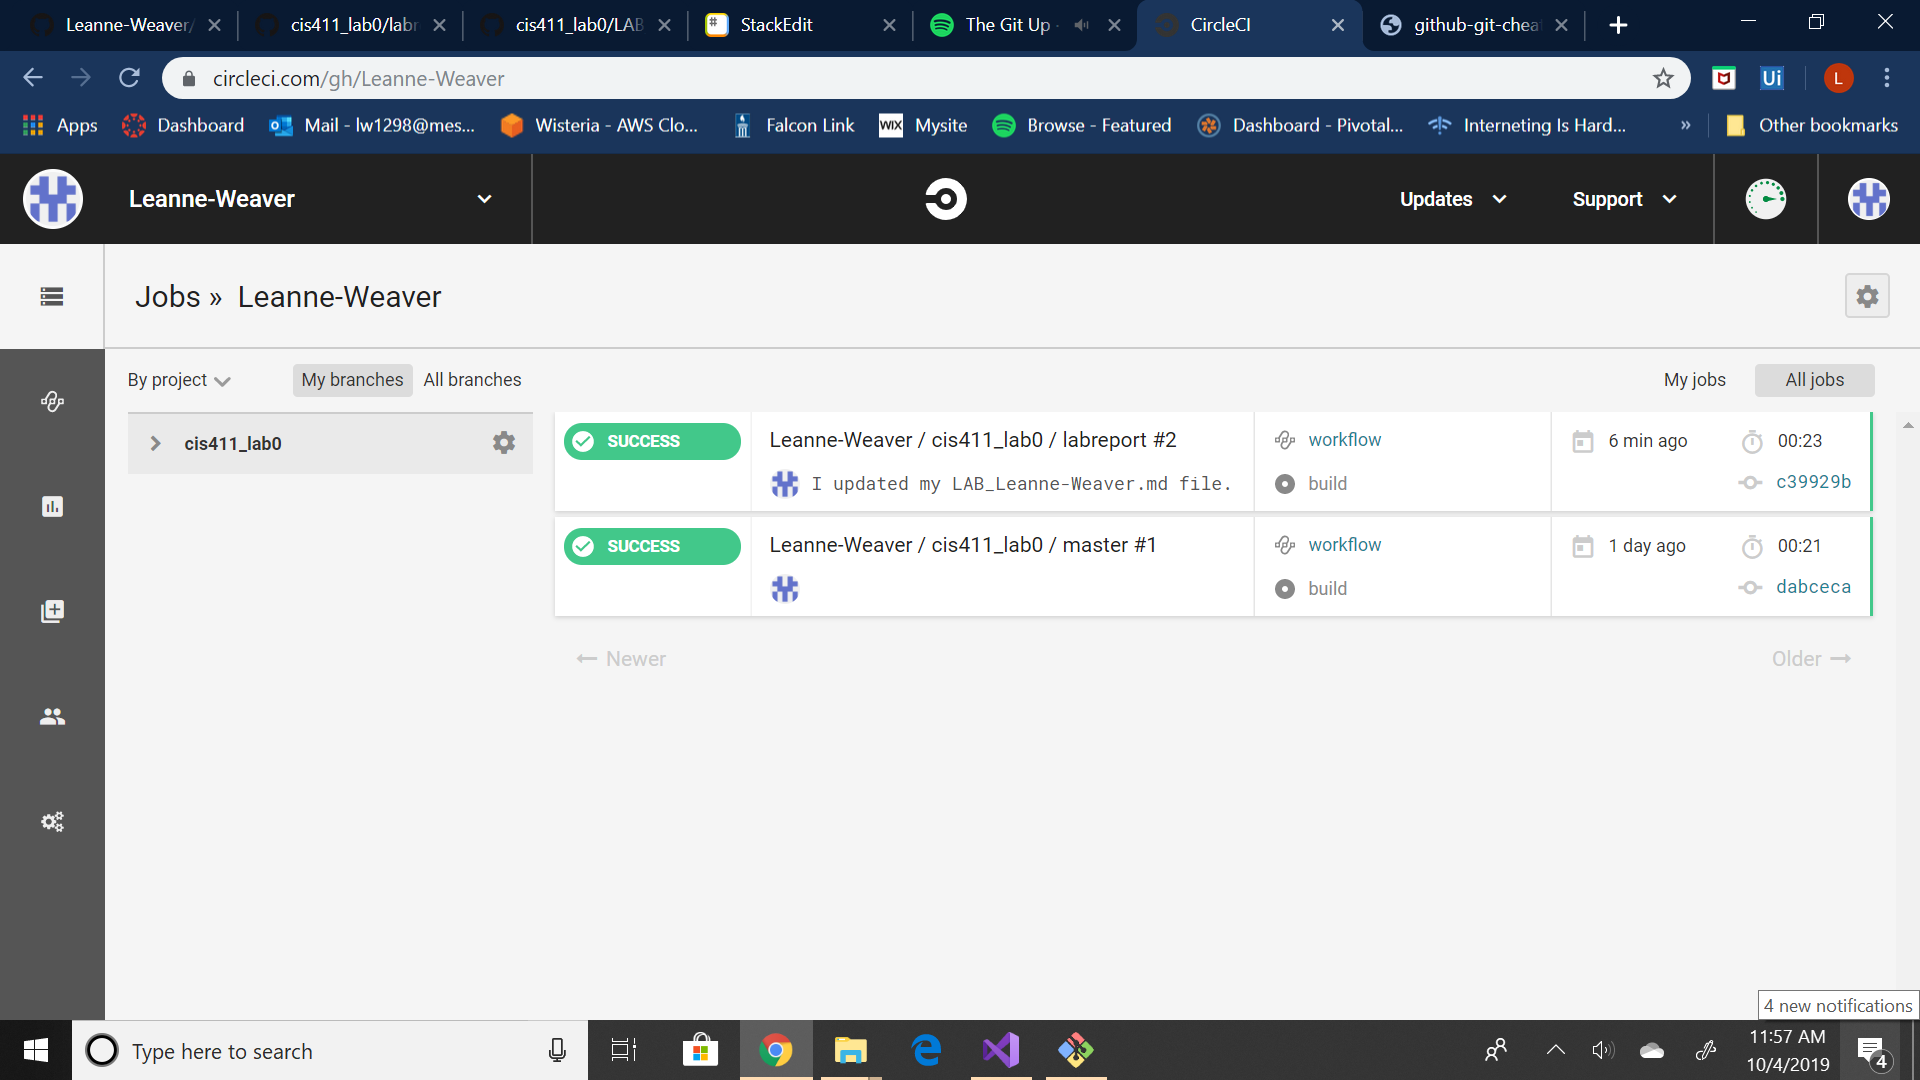 Leanne-Weaver/
cis411_lab0/labr
cis411_lab0/LAB
StackEdit
The Git Up -
CircleCI
github-git-chea
circleci.com/gh/Leanne-Weaver
Ui
L
Apps
Dashboard
Mail - lw1298@mes...
Wisteria - AWS Clo...
Falcon Link
WIX
Mysite
Browse - Featured
Dashboard - Pivotal...
Interneting Is Hard...
»
Other bookmarks
Leanne-Weaver
Updates
Support
Jobs » Leanne-Weaver
By project
My branches
All branches
My jobs
All jobs
cis411_lab0
SUCCESS
Leanne-Weaver / cis411_lab0 / labreport #2
workflow
6 min ago
00:23
I updated my LAB_Leanne-Weaver.md file.
build
c39929b
SUCCESS
Leanne-Weaver / cis411_lab0 / master #1
workflow
1 day ago
00:21
build
dabceca
← Newer
Older →
4 new notifications
Type here to search
11:57 AM
10/4/2019
4